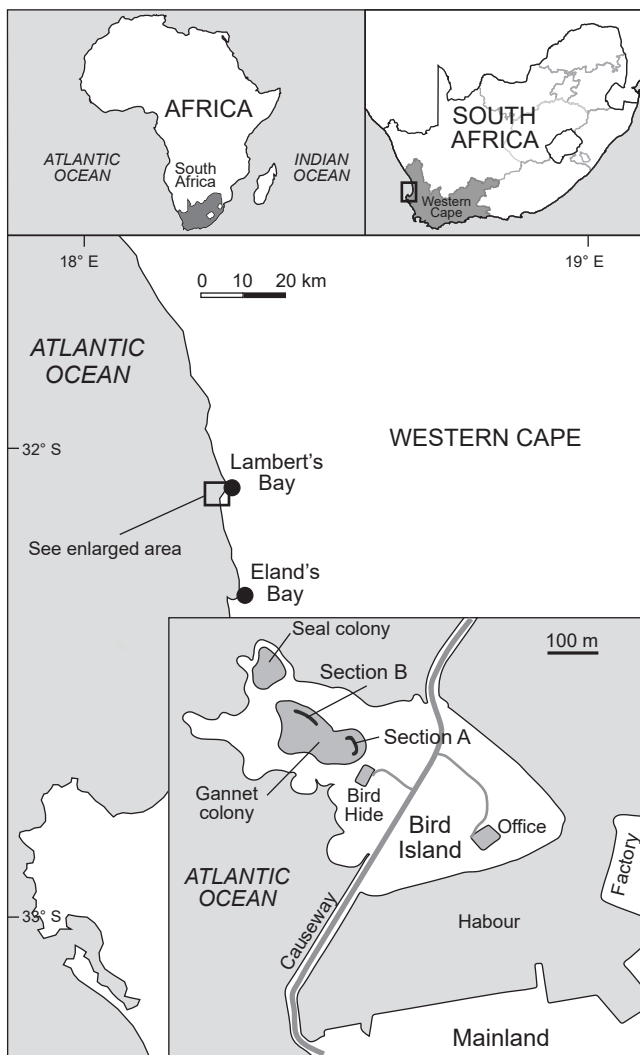 AFRICA
ATLANTIC
OCEAN
INDIAN
OCEAN
South
Africa
SOUTH
AFRICA
Western
Cape
18° E
19° E
0 10 20 km
ATLANTIC
OCEAN
32° S
WESTERN CAPE
Lambert's
Bay
See enlarged area
Eland's
Bay
33° S
Seal colony
100 m
Section B
Section A
Gannet
colony
Bird
Hide
Bird
Island
Office
Factory
ATLANTIC
OCEAN
Causeway
Habour
Mainland